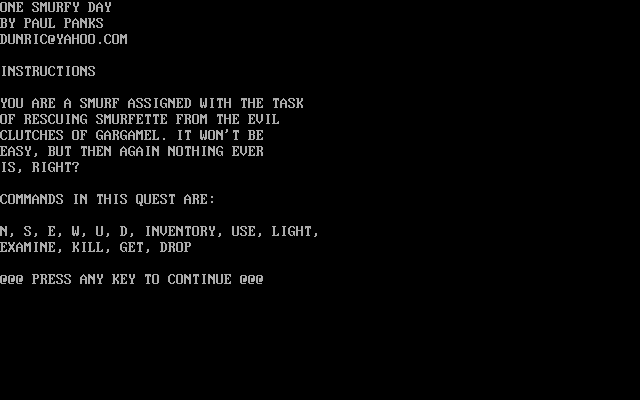 ONE SMURFY DAY
BY PAUL PANKS
DUNRIC@YAHOO.COM
INSTRUCTIONS
YOU ARE A SMURF ASSIGNED WITH THE TASK
OF RESCUING SMURFETTE FROM THE EVIL
CLUTCHES OF GARGAMEL. IT WON'T BE
EASY, BUT THEN AGAIN NOTHING EVER
IS, RIGHT?
COMMANDS IN THIS QUEST ARE:
N, S, E, W, U, D, INVENTORY, USE, LIGHT,
EXAMINE, KILL, GET, DROP
@@@ PRESS ANY KEY TO CONTINUE @@@